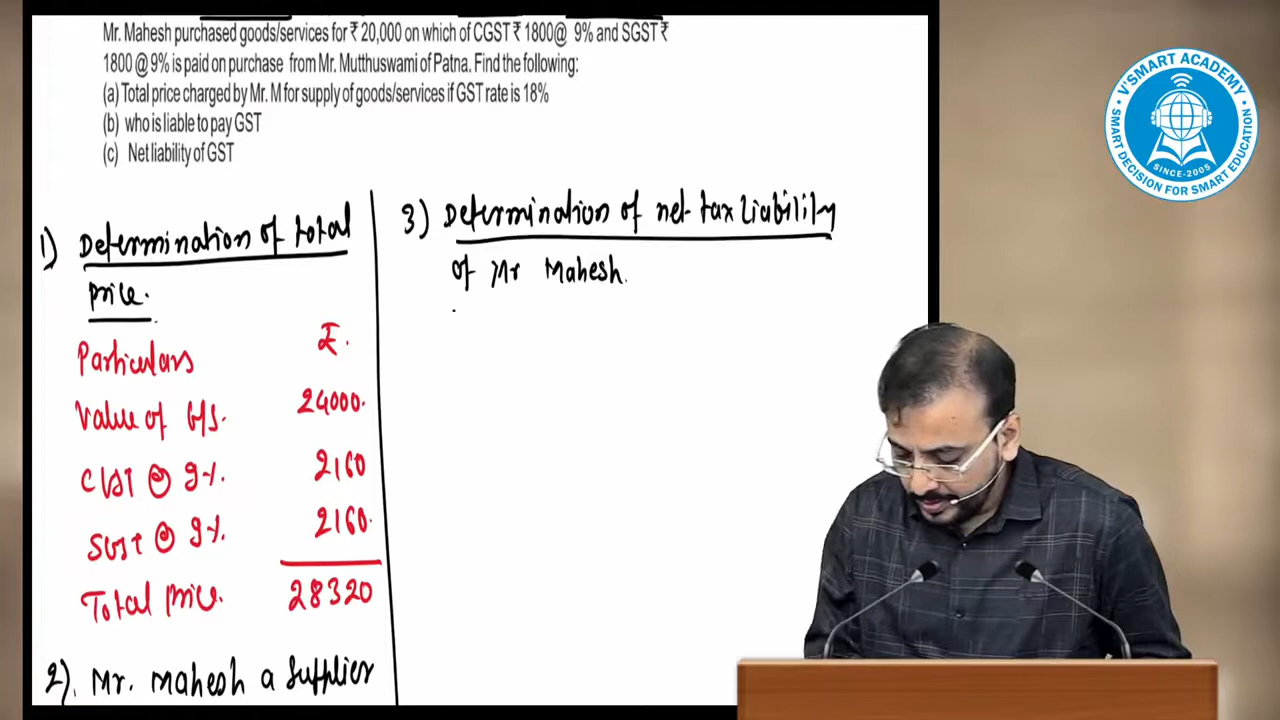 Mr. Mahesh purchased goods/services for ₹ 20,000 on which of CGST ₹ 1800@ 9% and SGST ₹
1800 @ 9% is paid on purchase from Mr. Mutthuswami of Patna. Find the following:
(a) Total price charged by Mr. M for supply of goods/services if GST rate is 18%
(b) who is liable to pay GST
(c) Net liability of GST
1) Determination of total
price.
Particulars ₹.
Value of G/S. 24000.
CGST @ 9%. 2160
SGST @ 9%. 2160.
Total price. 28320
2). Mr. Mahesh a supplier
3) Determination of net tax liability
of Mr Mahesh.
V'SMART ACADEMY
SINCE-2005
SMART DECISION FOR SMART EDUCATION